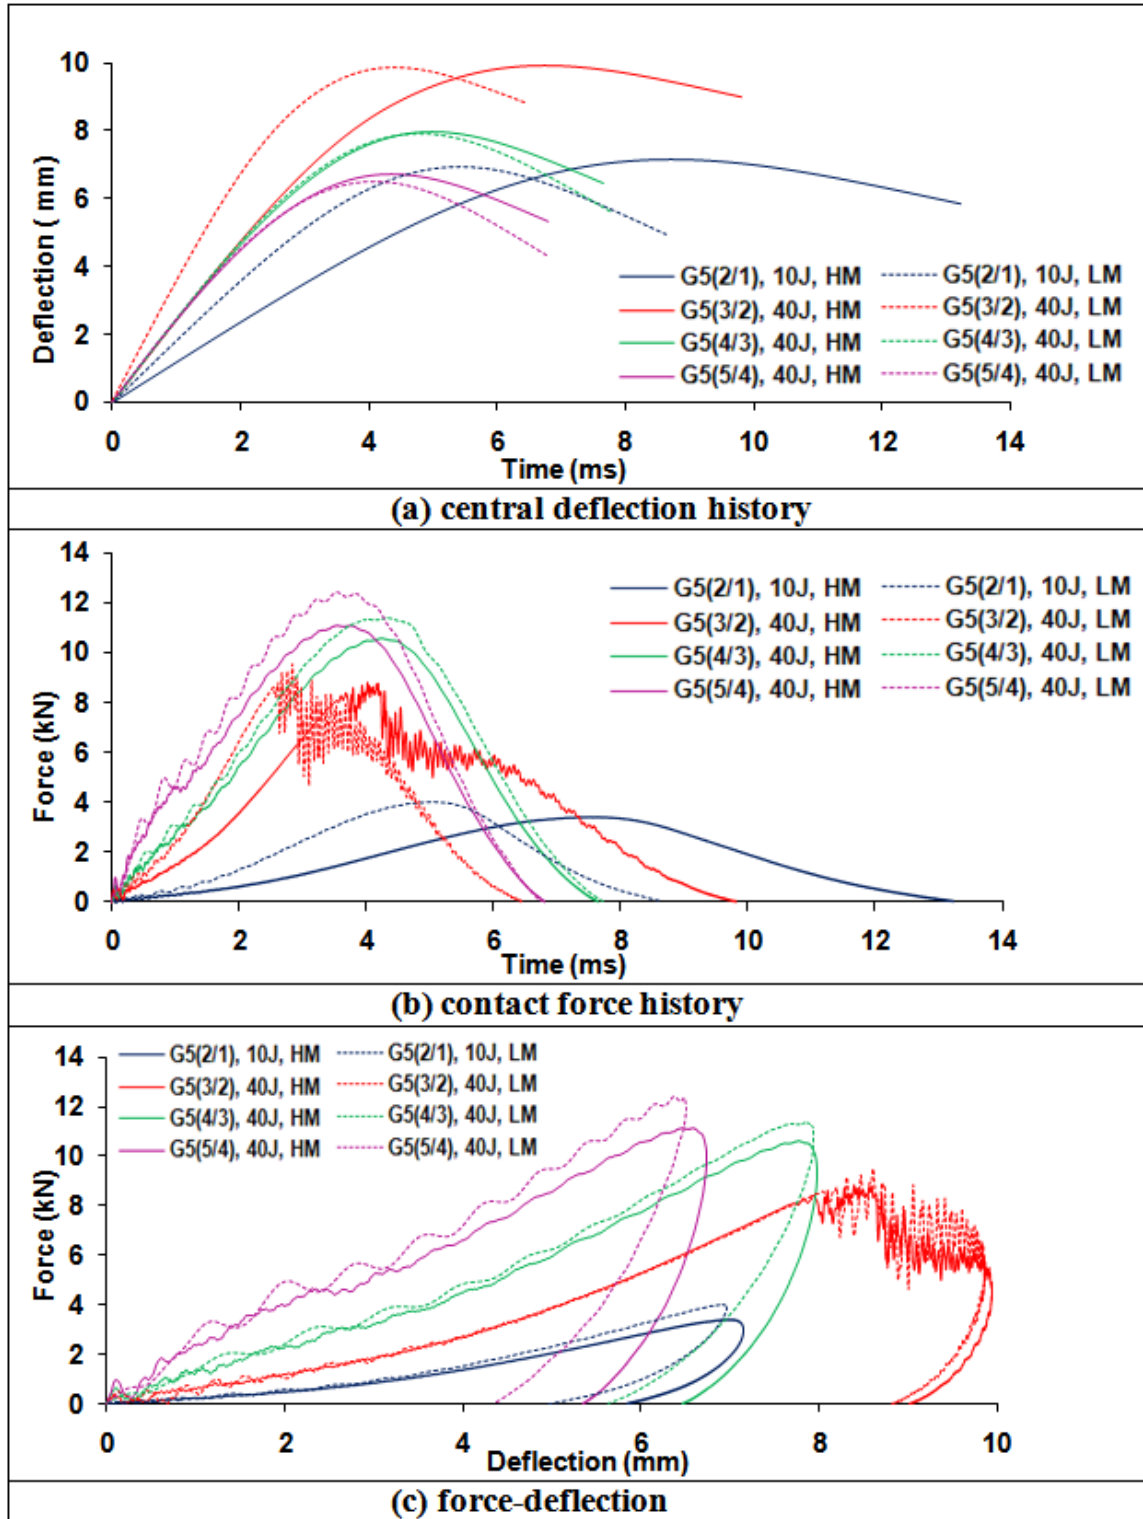 10
8
6
4
2
0
Deflection ( mm)
G5(2/1), 10J, HM
G5(2/1), 10J, LM
G5(3/2), 40J, HM
G5(3/2), 40J, LM
G5(4/3), 40J, HM
G5(4/3), 40J, LM
G5(5/4), 40J, HM
G5(5/4), 40J, LM
0 2 4 6 8 10 12 14
Time (ms)
(a) central deflection history
14
12
10
8
6
4
2
0
Force (kN)
G5(2/1), 10J, HM
G5(2/1), 10J, LM
G5(3/2), 40J, HM
G5(3/2), 40J, LM
G5(4/3), 40J, HM
G5(4/3), 40J, LM
G5(5/4), 40J, HM
G5(5/4), 40J, LM
0 2 4 6 8 10 12 14
Time (ms)
(b) contact force history
14
12
10
8
6
4
2
0
Force (kN)
G5(2/1), 10J, HM
G5(2/1), 10J, LM
G5(3/2), 40J, HM
G5(3/2), 40J, LM
G5(4/3), 40J, HM
G5(4/3), 40J, LM
G5(5/4), 40J, HM
G5(5/4), 40J, LM
0 2 4 6 8 10
Deflection (mm)
(c) force-deflection